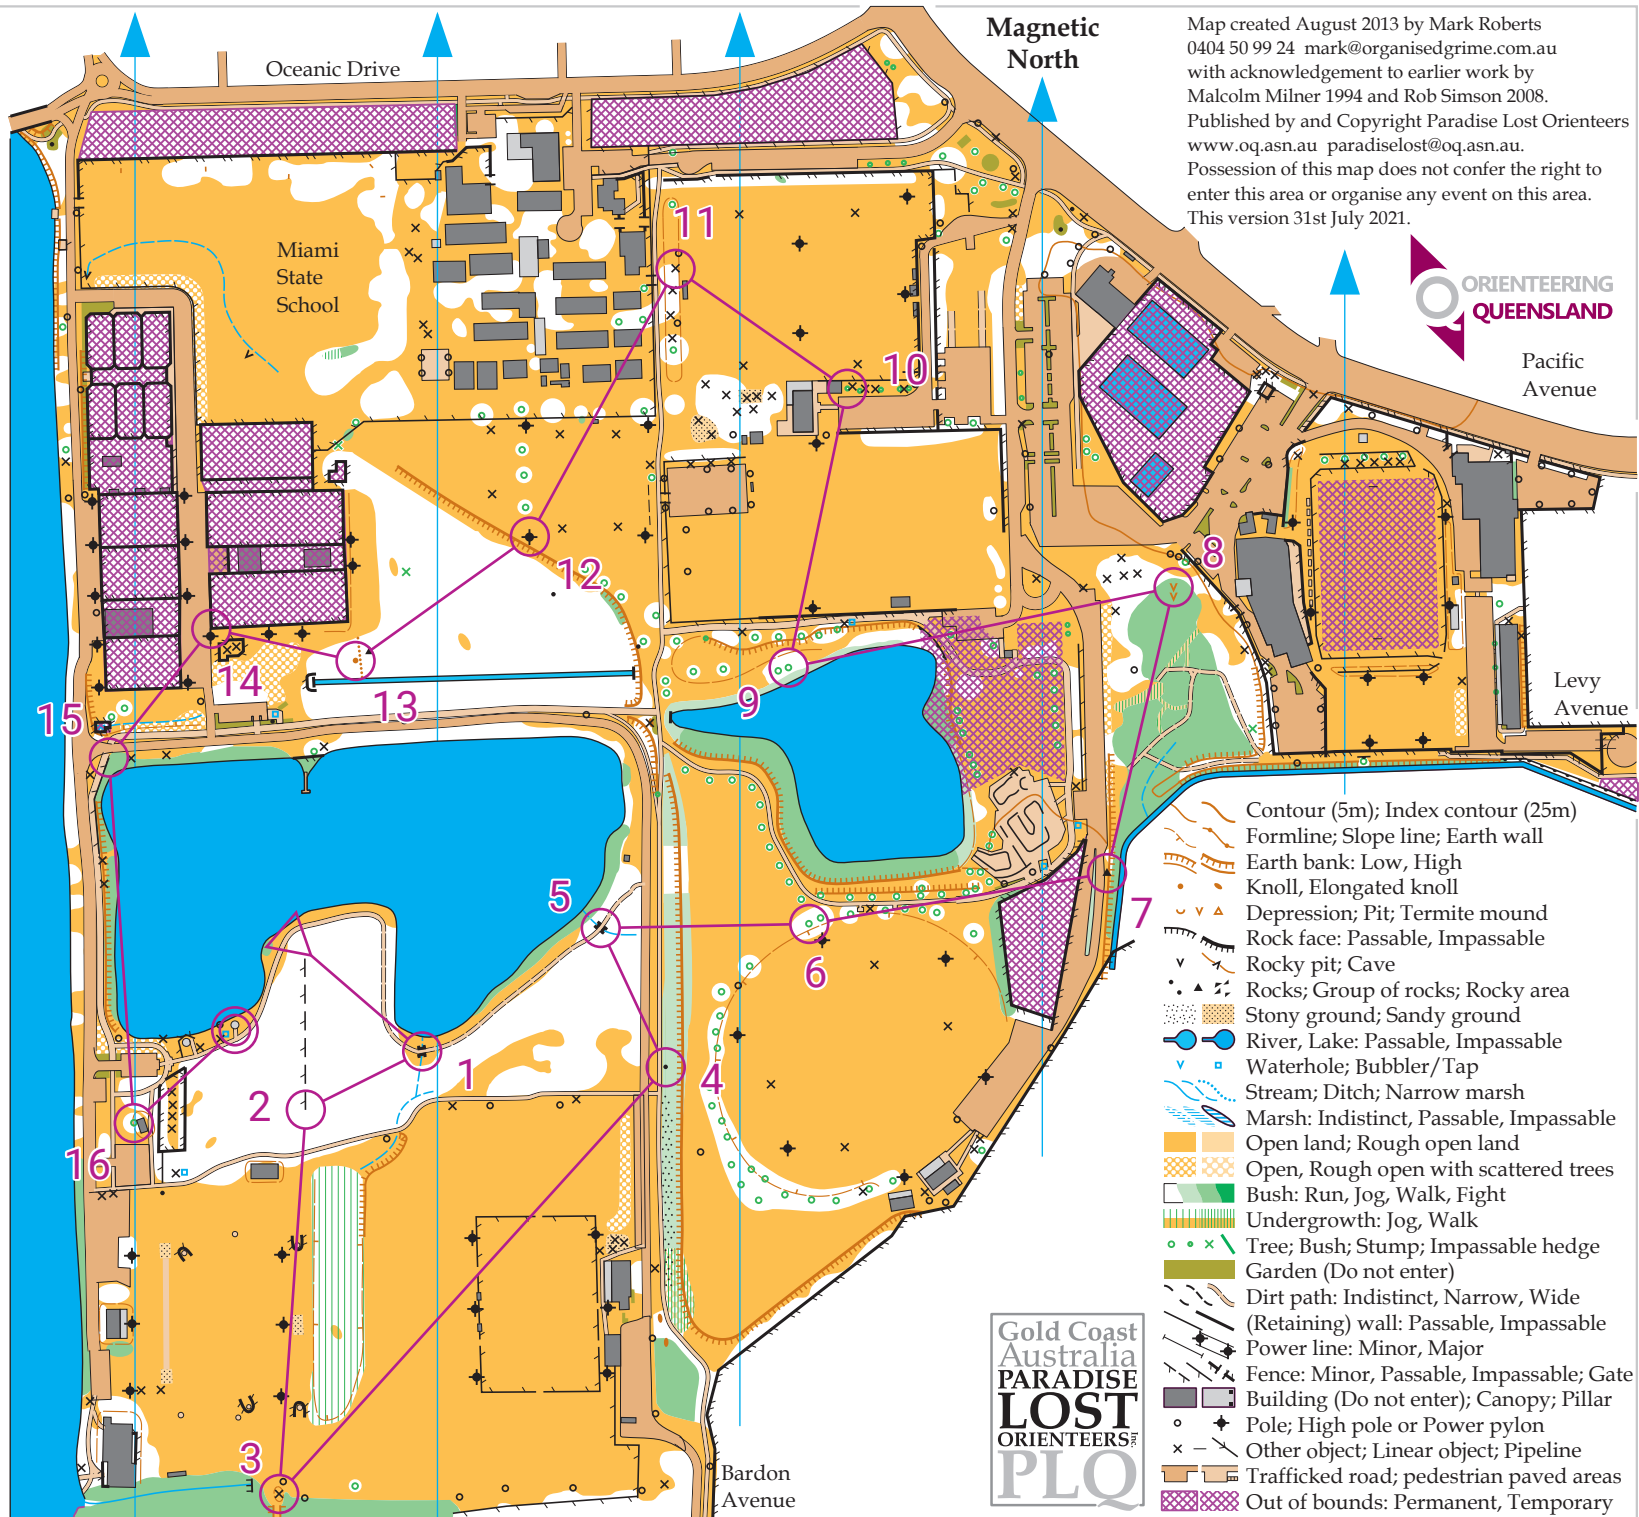 Oceanic Drive
Magnetic
North
Map created August 2013 by Mark Roberts
0404 50 99 24 mark@organisedgrime.com.au
with acknowledgement to earlier work by
Malcolm Milner 1994 and Rob Simson 2008.
Published by and Copyright Paradise Lost Orienteers
www.oq.asn.au paradiselost@oq.asn.au.
Possession of this map does not confer the right to
enter this area or organise any event on this area.
This version 31st July 2021.
ORIENTEERING
QUEENSLAND
Pacific
Avenue
Miami
State
School
11
10
12
8
14
13
9
15
Levy
Avenue
5
6
7
1
2
4
16
3
Bardon
Avenue
Contour (5m); Index contour (25m)
Formline; Slope line; Earth wall
Earth bank: Low, High
Knoll, Elongated knoll
Depression; Pit; Termite mound
Rock face: Passable, Impassable
Rocky pit; Cave
Rocks; Group of rocks; Rocky area
Stony ground; Sandy ground
River, Lake: Passable, Impassable
Waterhole; Bubbler/Tap
Stream; Ditch; Narrow marsh
Marsh: Indistinct, Passable, Impassable
Open land; Rough open land
Open, Rough open with scattered trees
Bush: Run, Jog, Walk, Fight
Undergrowth: Jog, Walk
Tree; Bush; Stump; Impassable hedge
Garden (Do not enter)
Dirt path: Indistinct, Narrow, Wide
(Retaining) wall: Passable, Impassable
Power line: Minor, Major
Fence: Minor, Passable, Impassable; Gate
Building (Do not enter); Canopy; Pillar
Pole; High pole or Power pylon
Other object; Linear object; Pipeline
Trafficked road; pedestrian paved areas
Out of bounds: Permanent, Temporary
Gold Coast
Australia
PARADISE
LOST
ORIENTEERS Inc.
PLQ